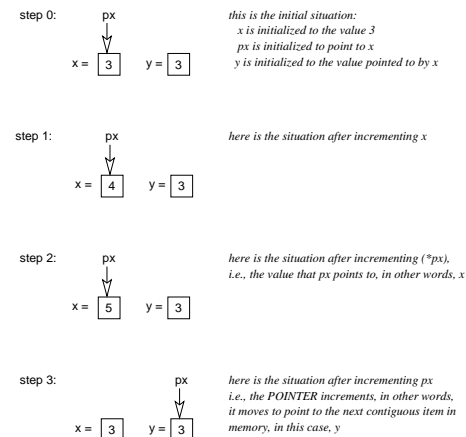 step 0:
px
x = 3 y = 3
this is the initial situation:
x is initialized to the value 3
px is initialized to point to x
y is initialized to the value pointed to by x
step 1:
px
x = 4 y = 3
here is the situation after incrementing x
step 2:
px
x = 5 y = 3
here is the situation after incrementing (*px),
i.e., the value that px points to, in other words, x
step 3:
px
x = 3 y = 3
here is the situation after incrementing px
i.e., the POINTER increments, in other words,
it moves to point to the next contiguous item in
memory, in this case, y